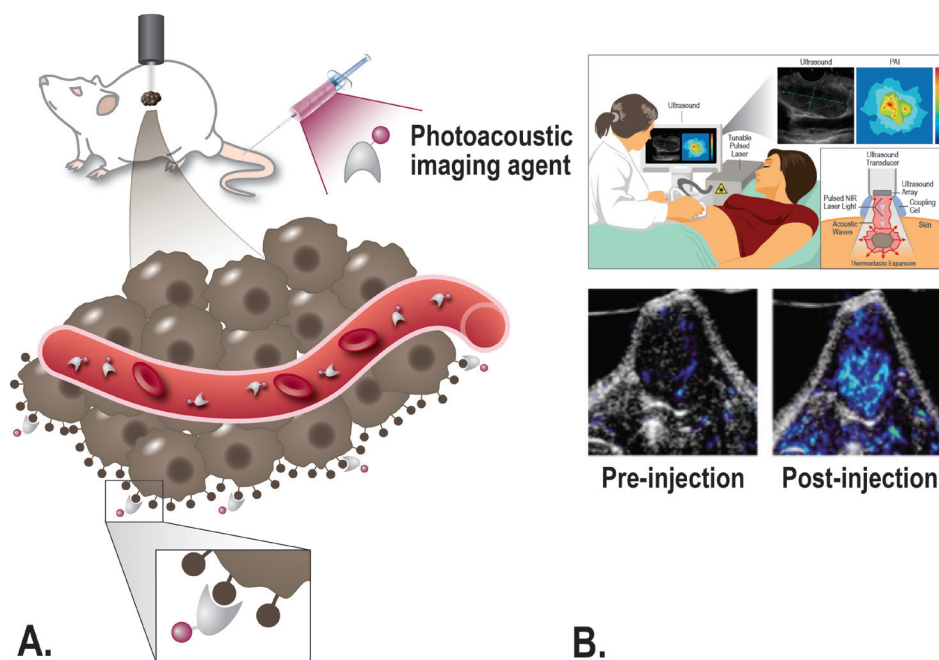 Photoacoustic
imaging agent
A.
Ultrasound
PAT
Ultrasound
Tunable
Pulsed
Laser
Ultrasound
Transducer
Ultrasound
Array
Pulsed NIR
Laser Light
Coupling
Gel
Acoustic
Waves
Skin
Thermoelastic Expansion
Pre-injection
Post-injection
B.